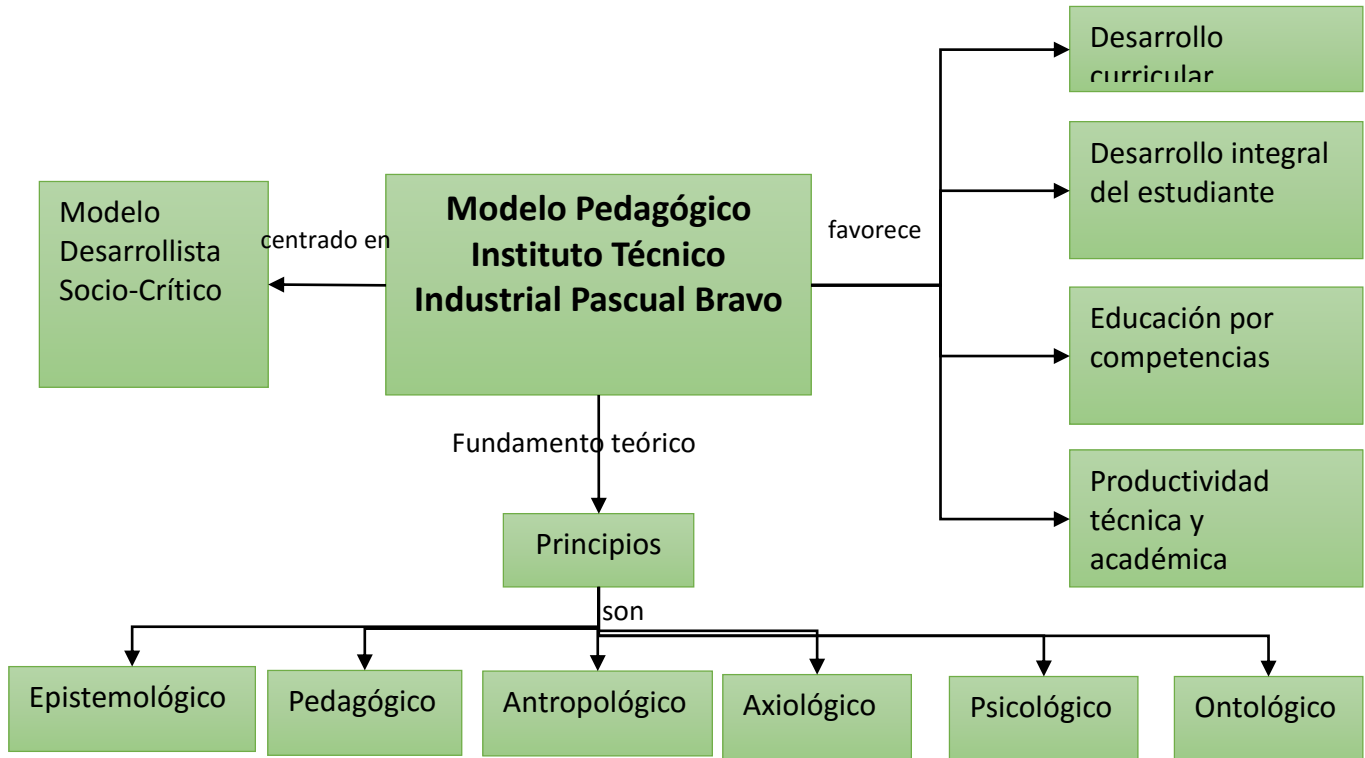 Desarrollo
curricular
Modelo
Desarrollista
Socio-Crítico
centrado en
Modelo Pedagógico
Instituto Técnico
Industrial Pascual Bravo
favorece
Desarrollo integral
del estudiante
Educación por
competencias
Fundamento teórico
Productividad
técnica y
académica
Principios
son
Epistemológico
Pedagógico
Antropológico
Axiológico
Psicológico
Ontológico